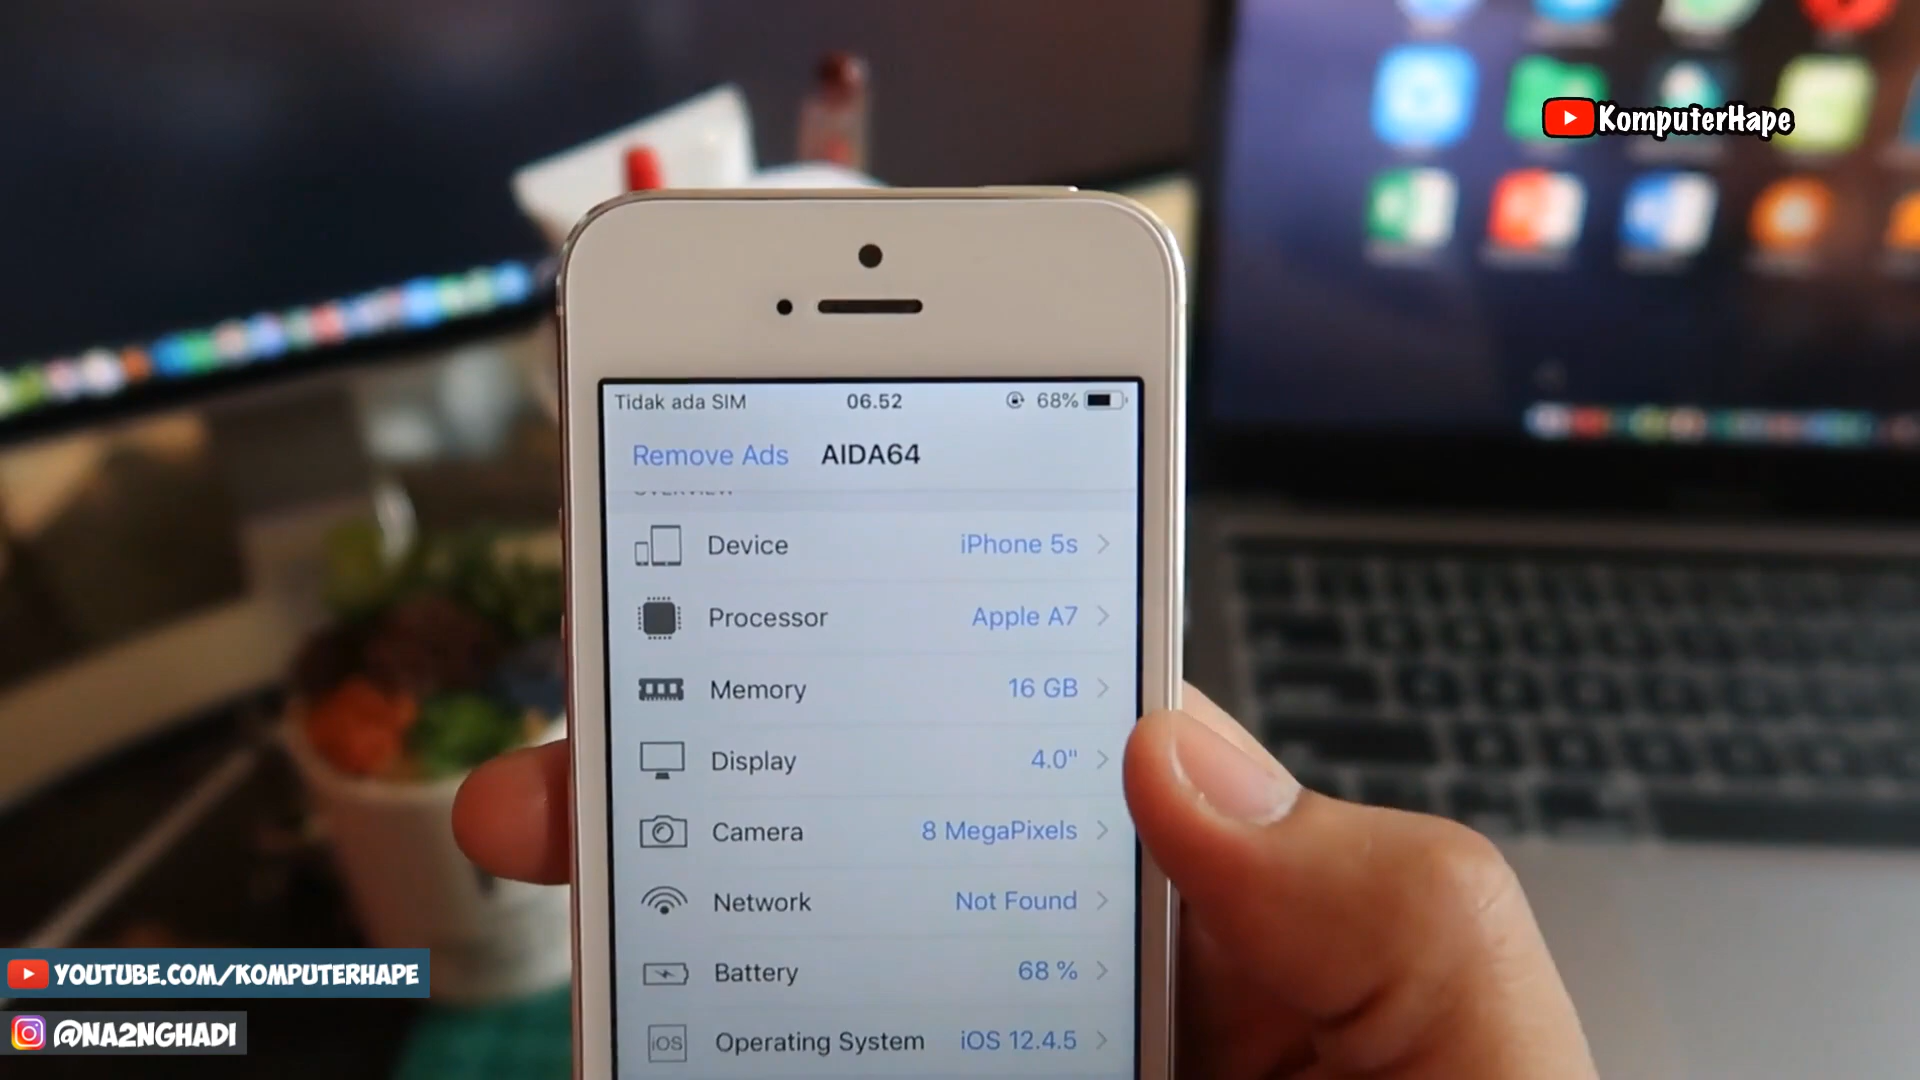 KomputerHape
Tidak ada SIM 06.52 68%
Remove Ads AIDA64
OVERVIEW
Device iPhone 5s
Processor Apple A7
Memory 16 GB
Display 4.0"
Camera 8 MegaPixels
Network Not Found
Battery 68 %
iOS Operating System iOS 12.4.5
YOUTUBE.COM/KOMPUTERHAPE
@NA2NGHADI